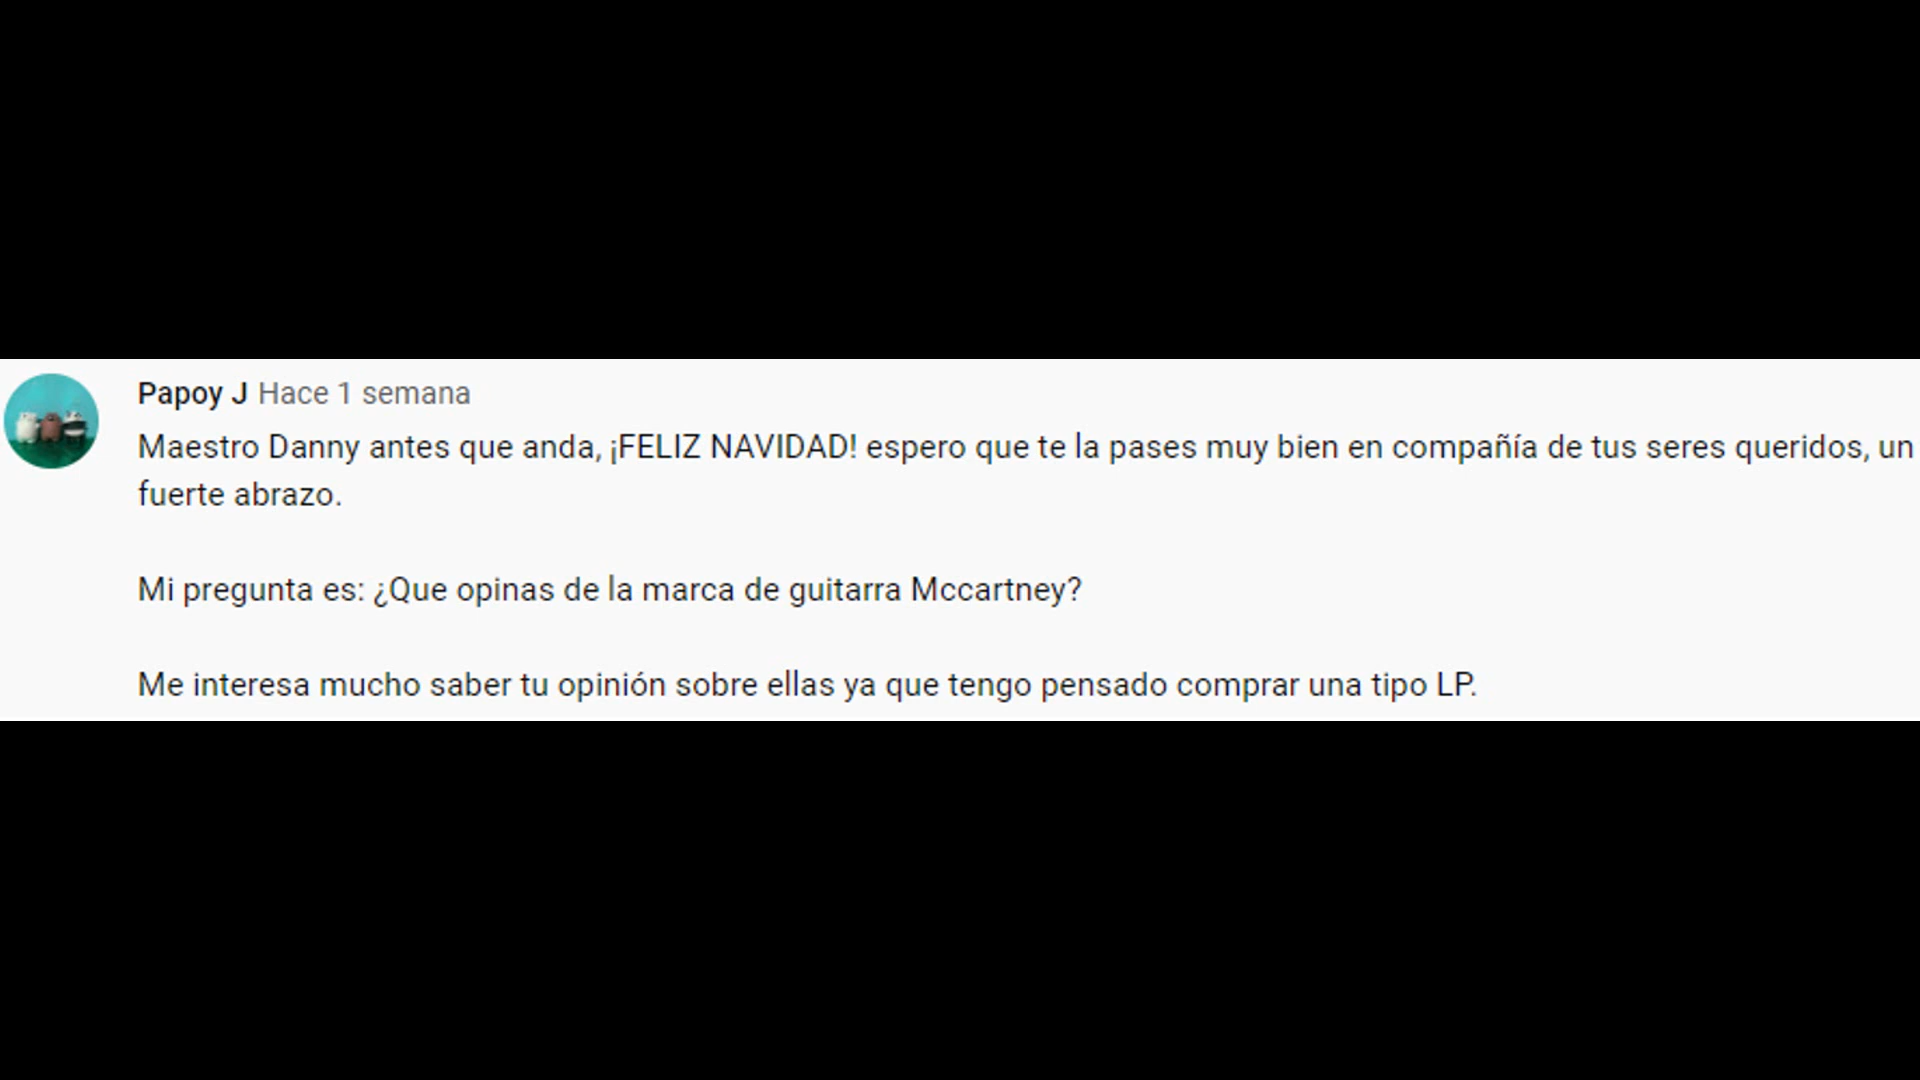 Papoy J Hace 1 semana
Maestro Danny antes que anda, ¡FELIZ NAVIDAD! espero que te la pases muy bien en compañía de tus seres queridos, un
fuerte abrazo.
Mi pregunta es: ¿Que opinas de la marca de guitarra Mccartney?
Me interesa mucho saber tu opinión sobre ellas ya que tengo pensado comprar una tipo LP.